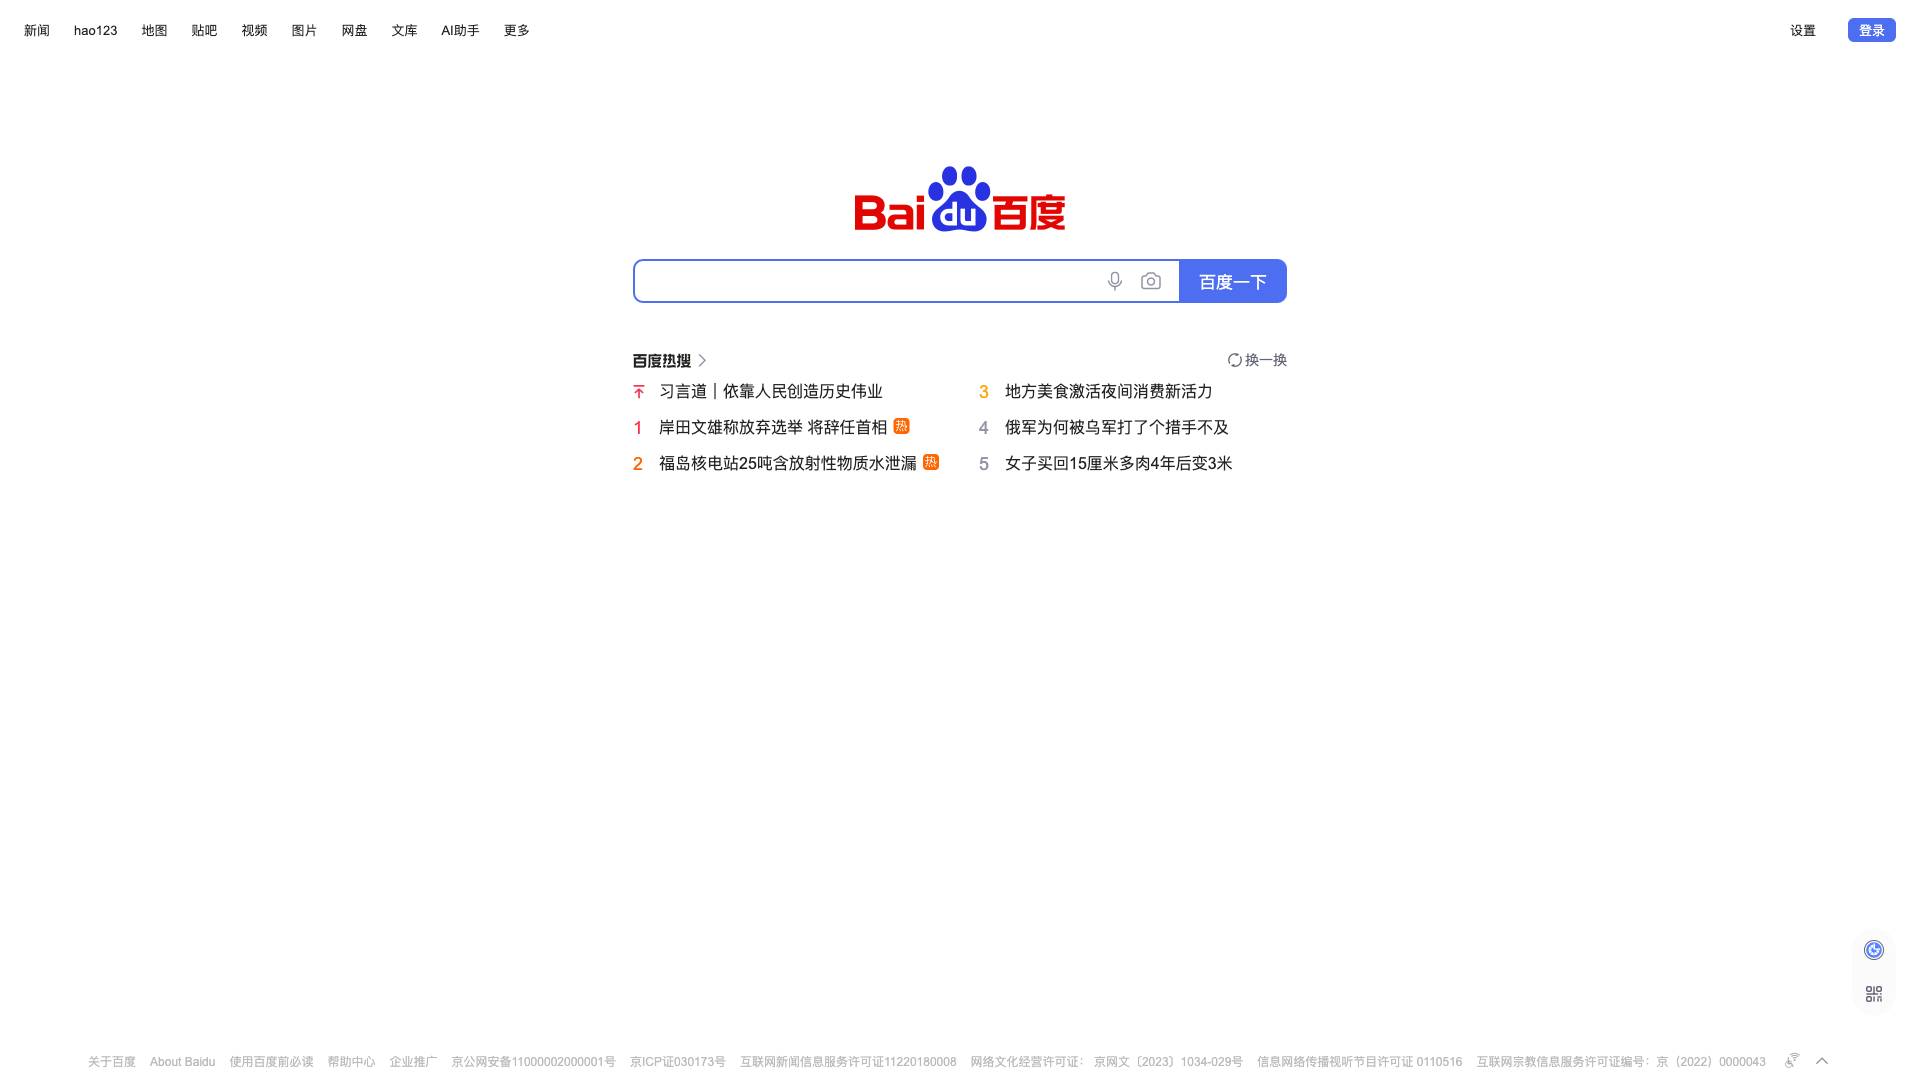 新闻 hao123 地图 贴吧 视频 图片 网盘 文库 AI助手 更多 设置 登录
Bai du 百度
百度一下
百度热搜 换一换
习言道｜依靠人民创造历史伟业
1 岸田文雄称放弃选举 将辞任首相 热
2 福岛核电站25吨含放射性物质水泄漏 热
3 地方美食激活夜间消费新活力
4 俄军为何被乌军打了个措手不及
5 女子买回15厘米多肉4年后变3米
关于百度 About Baidu 使用百度前必读 帮助中心 企业推广 京公网安备11000002000001号 京ICP证030173号 互联网新闻信息服务许可证11220180008 网络文化经营许可证： 京网文〔2023〕1034-029号 信息网络传播视听节目许可证 0110516 互联网宗教信息服务许可证编号：京（2022）0000043